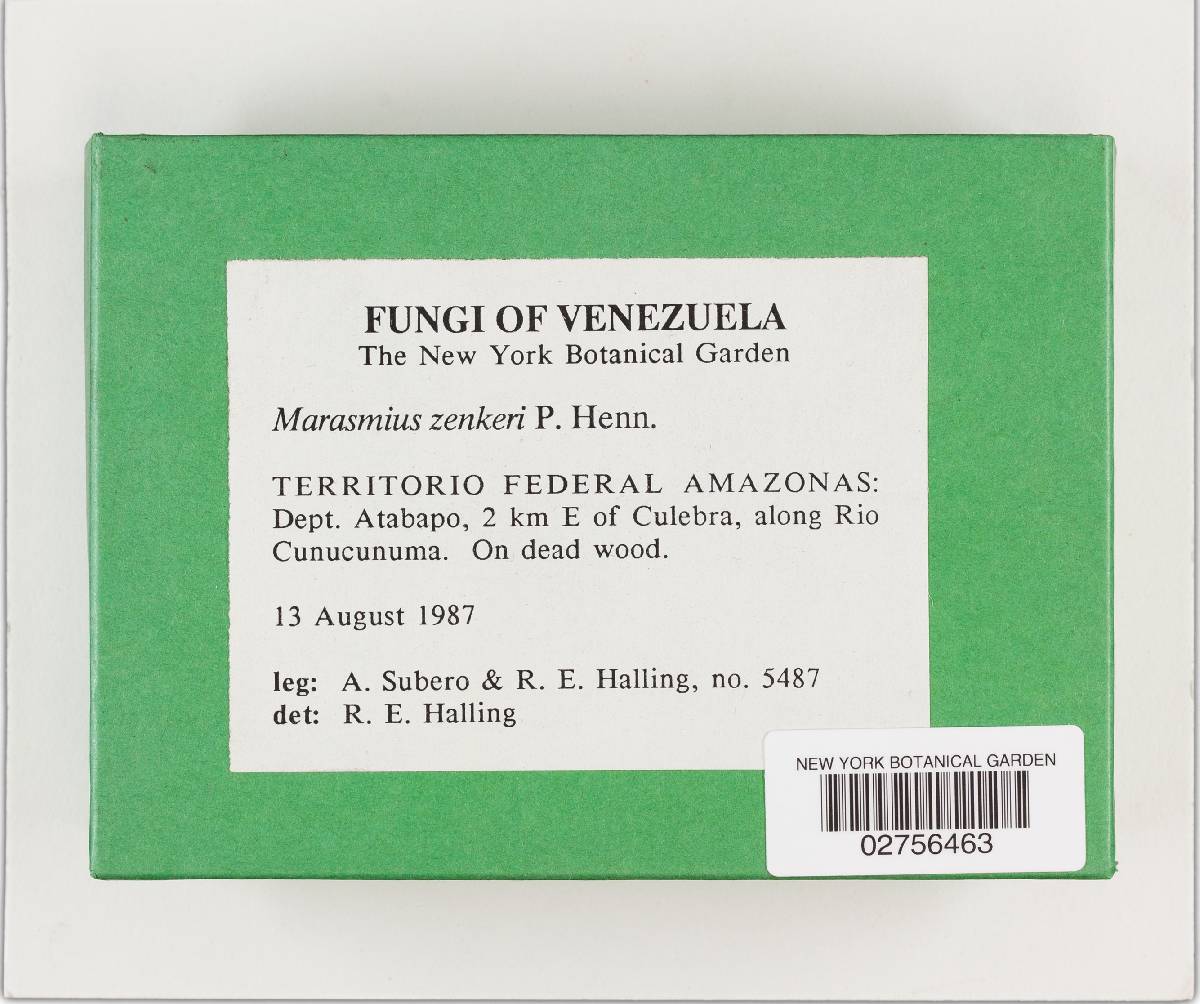 FUNGI OF VENEZUELA
The New York Botanical Garden
Marasmius zenkeri P. Henn.
TERRITORIO FEDERAL AMAZONAS:
Dept. Atabapo, 2 km E of Culebra, along Rio
Cunucunuma. On dead wood.
13 August 1987
leg: A. Subero & R. E. Halling, no. 5487
det: R. E. Halling
NEW YORK BOTANICAL GARDEN
02756463